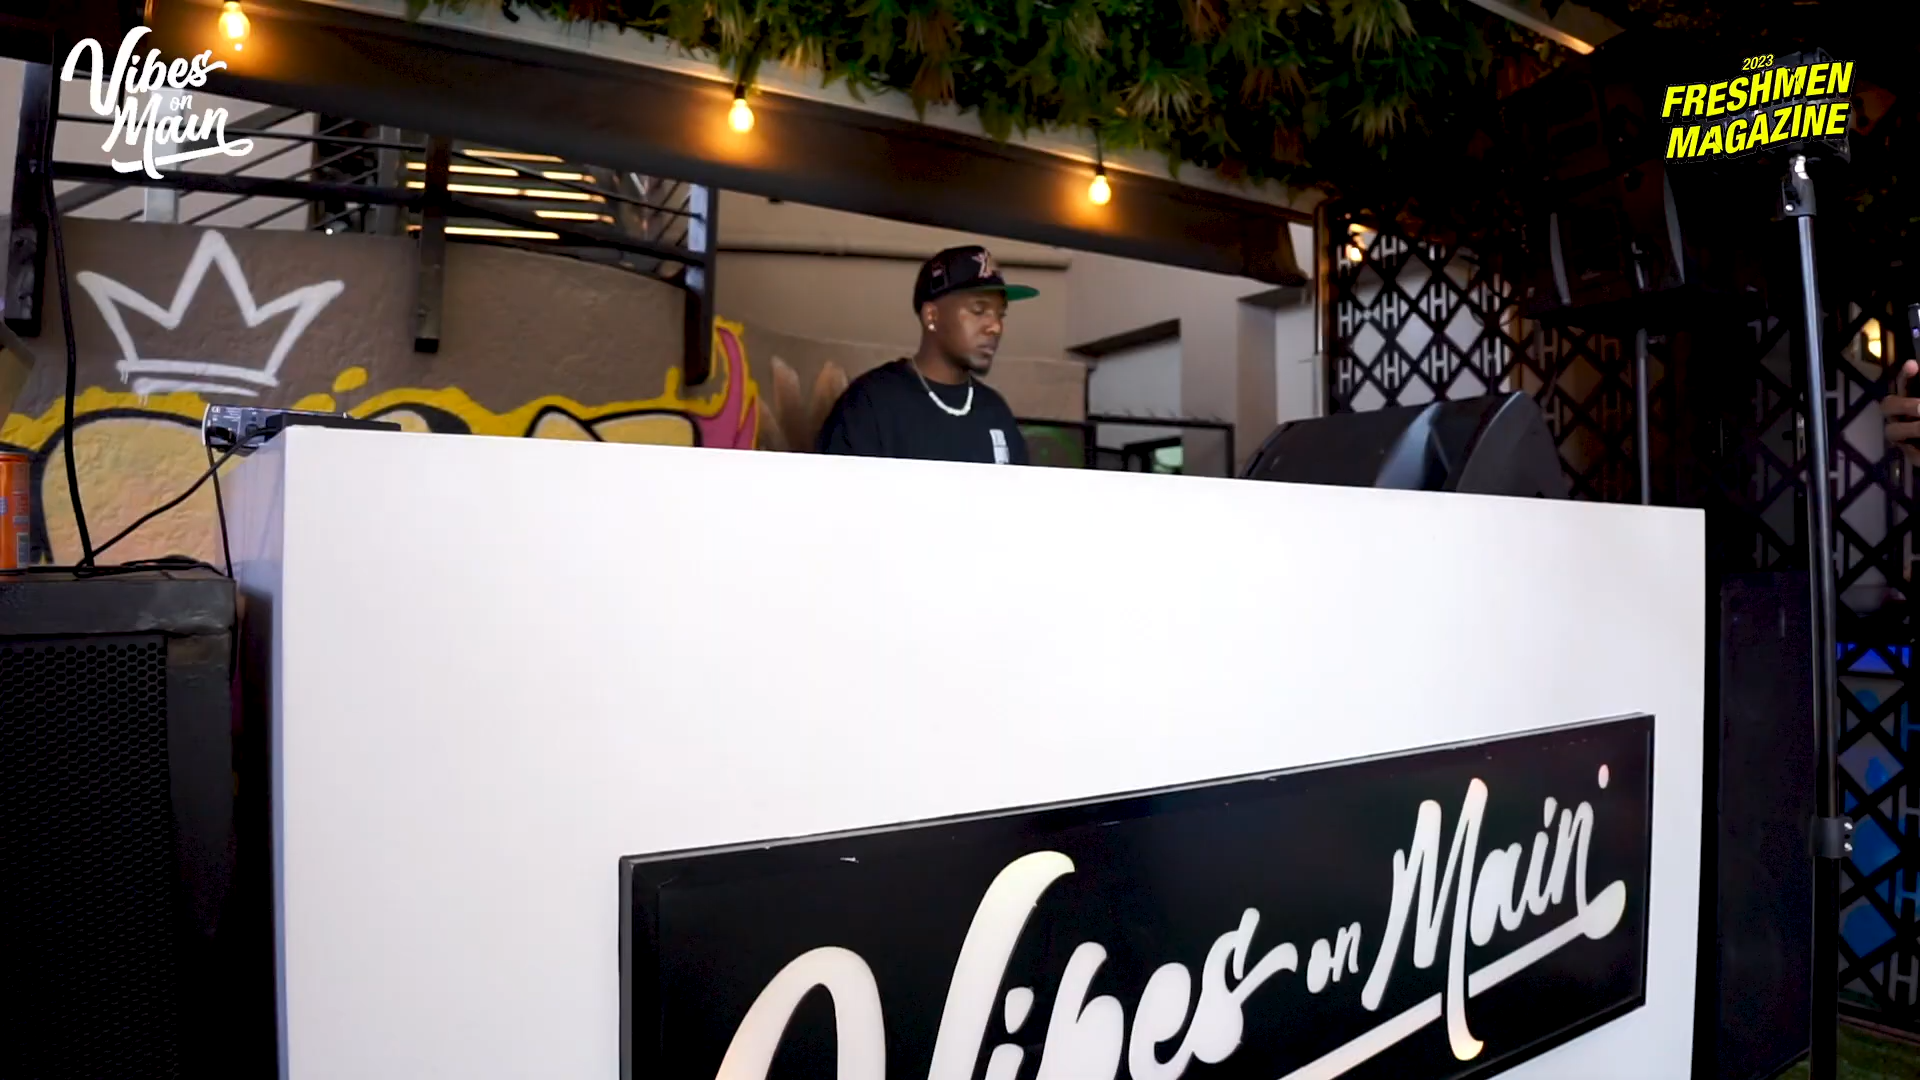 Vibes
on
Main
2023
FRESHMEN
MAGAZINE
Vibes on Main